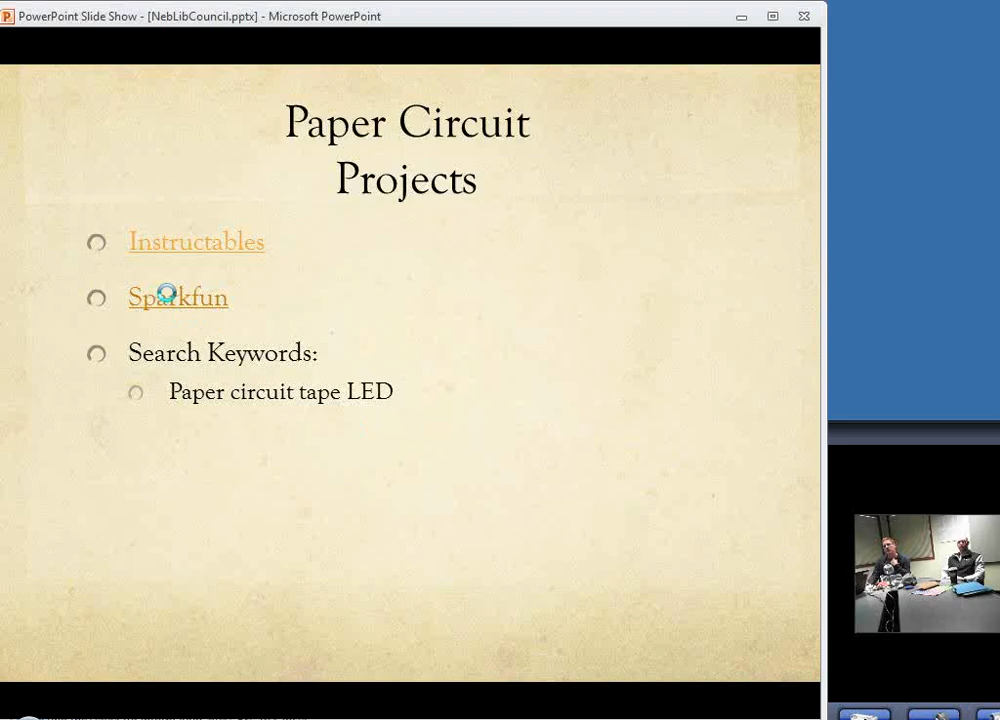 PowerPoint Slide Show - [NebLibCouncil.pptx] - Microsoft PowerPoint
Paper Circuit
Projects
Instructables
Sparkfun
Search Keywords:
Paper circuit tape LED